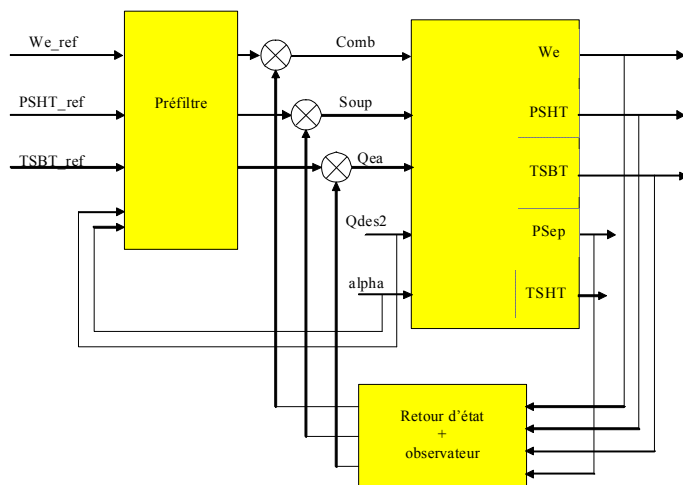 We_ref
PSHT_ref
TSBT_ref
Préfiltre
Comb
Soup
Qea
Qdes2
alpha
We
PSHT
TSBT
PSep
TSHT
Retour d’état
+
observateur